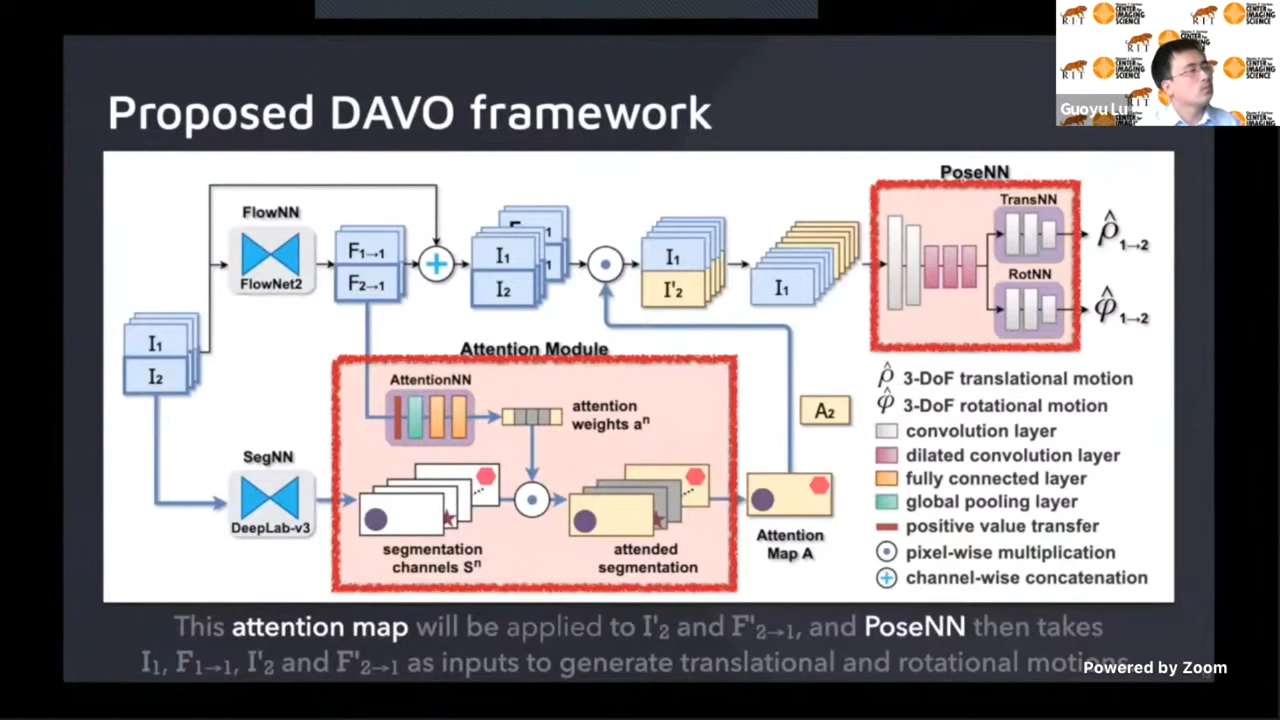 Proposed DAVO framework
RIT
CENTER for IMAGING SCIENCE
Guoyu Lu
PoseNN
FlowNN
FlowNet2
F1→1
F2→1
I1
I2
I1
I'2
I1
TransNN
RotNN
ρ̂ 1→2
φ̂ 1→2
I1
I2
Attention Module
AttentionNN
attention
weights aⁿ
A2
SegNN
DeepLab-v3
segmentation
channels Sⁿ
attended
segmentation
Attention
Map A
ρ̂ 3-DoF translational motion
φ̂ 3-DoF rotational motion
convolution layer
dilated convolution layer
fully connected layer
global pooling layer
positive value transfer
pixel-wise multiplication
channel-wise concatenation
This attention map will be applied to I'2 and F'2→1, and PoseNN then takes
I1, F1→1, I'2 and F'2→1 as inputs to generate translational and rotational motions
Powered by Zoom